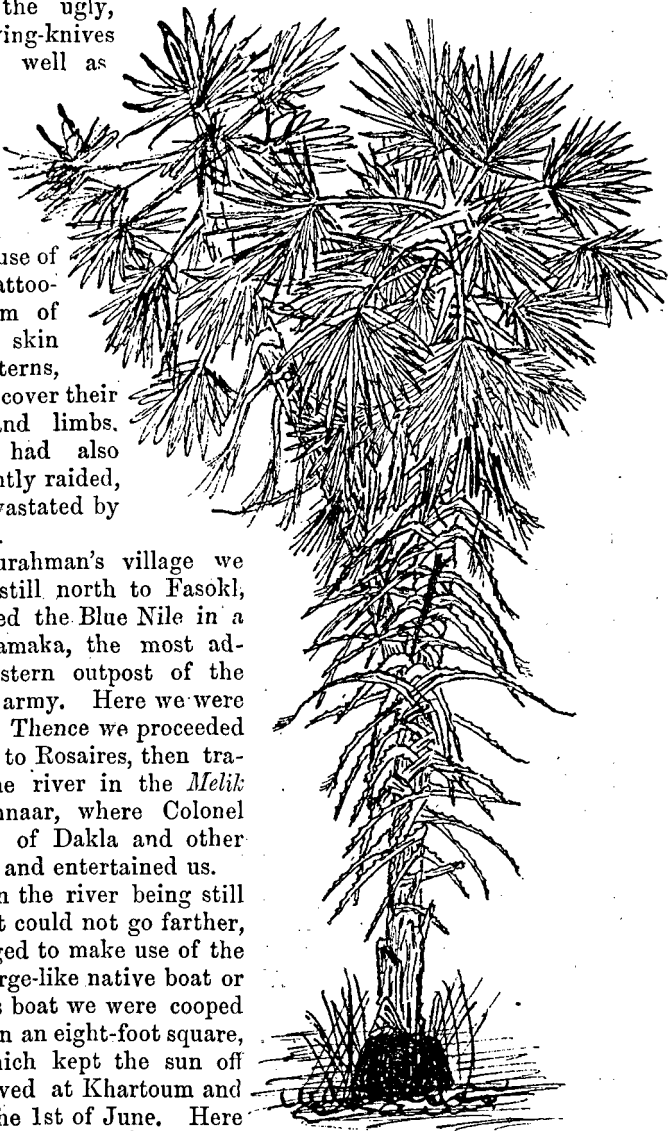 the ugly,
ing-knives
well as
use of
attoo-
m of
skin
terns,
cover their
and limbs.
had also
ntly raided,
vastated by
urahman's village we
still north to Fasokl,
ed the Blue Nile in a
amaka, the most ad-
stern outpost of the
army. Here we were
Thence we proceeded
to Rosaires, then tra-
he river in the Melik
nnaar, where Colonel
of Dakla and other
and entertained us.
n the river being still
t could not go farther,
ged to make use of the
rge-like native boat or
s boat we were cooped
n an eight-foot square,
hich kept the sun off
ved at Khartoum and
he 1st of June. Here